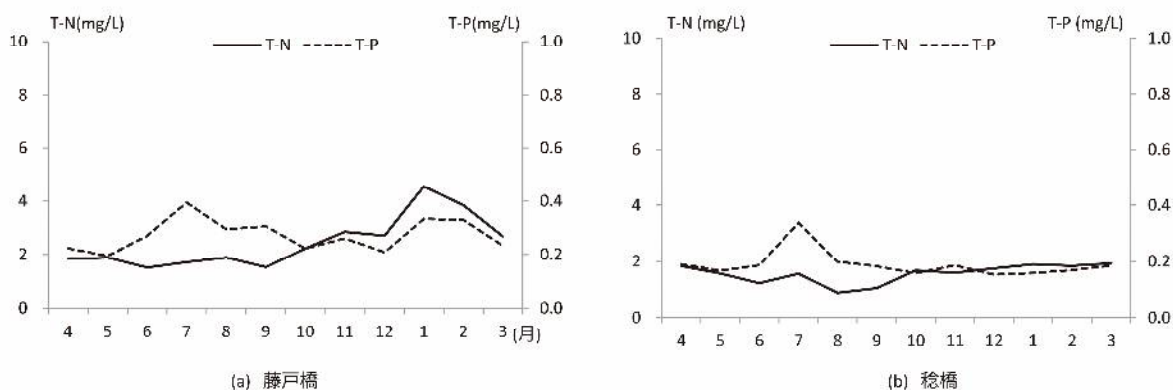 T-N(mg/L) T-P(mg/L)
T-N T-P
10 1.0
8 0.8
6 0.6
4 0.4
2 0.2
0 0.0
4 5 6 7 8 9 10 11 12 1 2 3 (月)
(a) 藤戸橋
T-N (mg/L) T-P (mg/L)
T-N T-P
10 1.0
8 0.8
6 0.6
4 0.4
2 0.2
0 0.0
4 5 6 7 8 9 10 11 12 1 2 3
(b) 稔橋